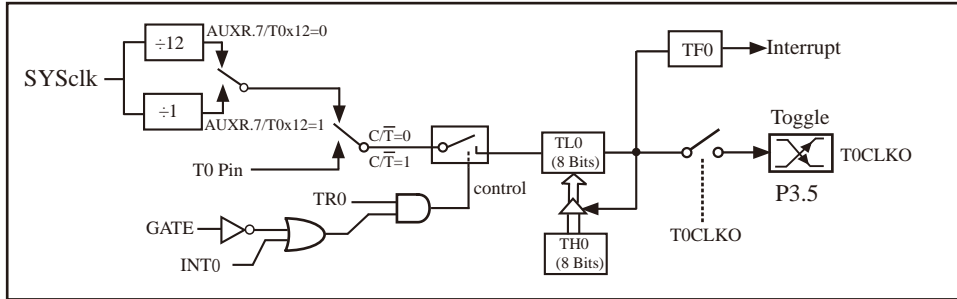 ÷12
AUXR.7/T0x12=0
SYSclk
÷1
AUXR.7/T0x12=1
C/T̅=0
C/T̅=1
T0 Pin
TR0
control
GATE
INT0
TL0
(8 Bits)
TH0
(8 Bits)
TF0
Interrupt
Toggle
T0CLKO
P3.5
T0CLKO